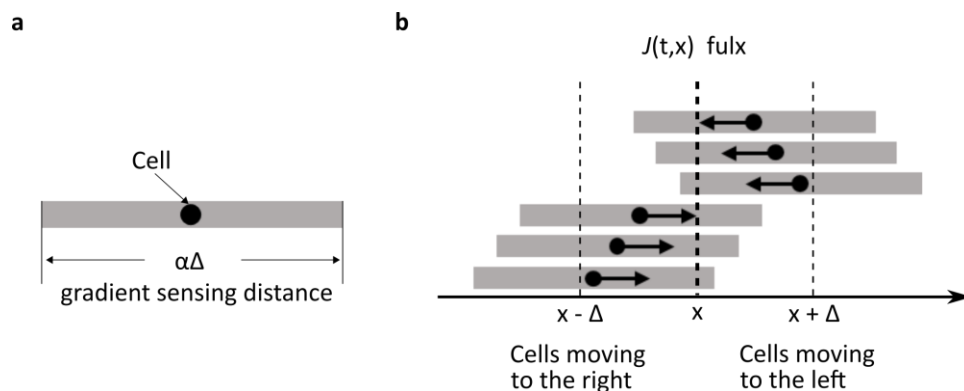 a
Cell
αΔ
gradient sensing distance
b
J(t,x) fulx
x - Δ
x
x + Δ
Cells moving
to the right
Cells moving
to the left